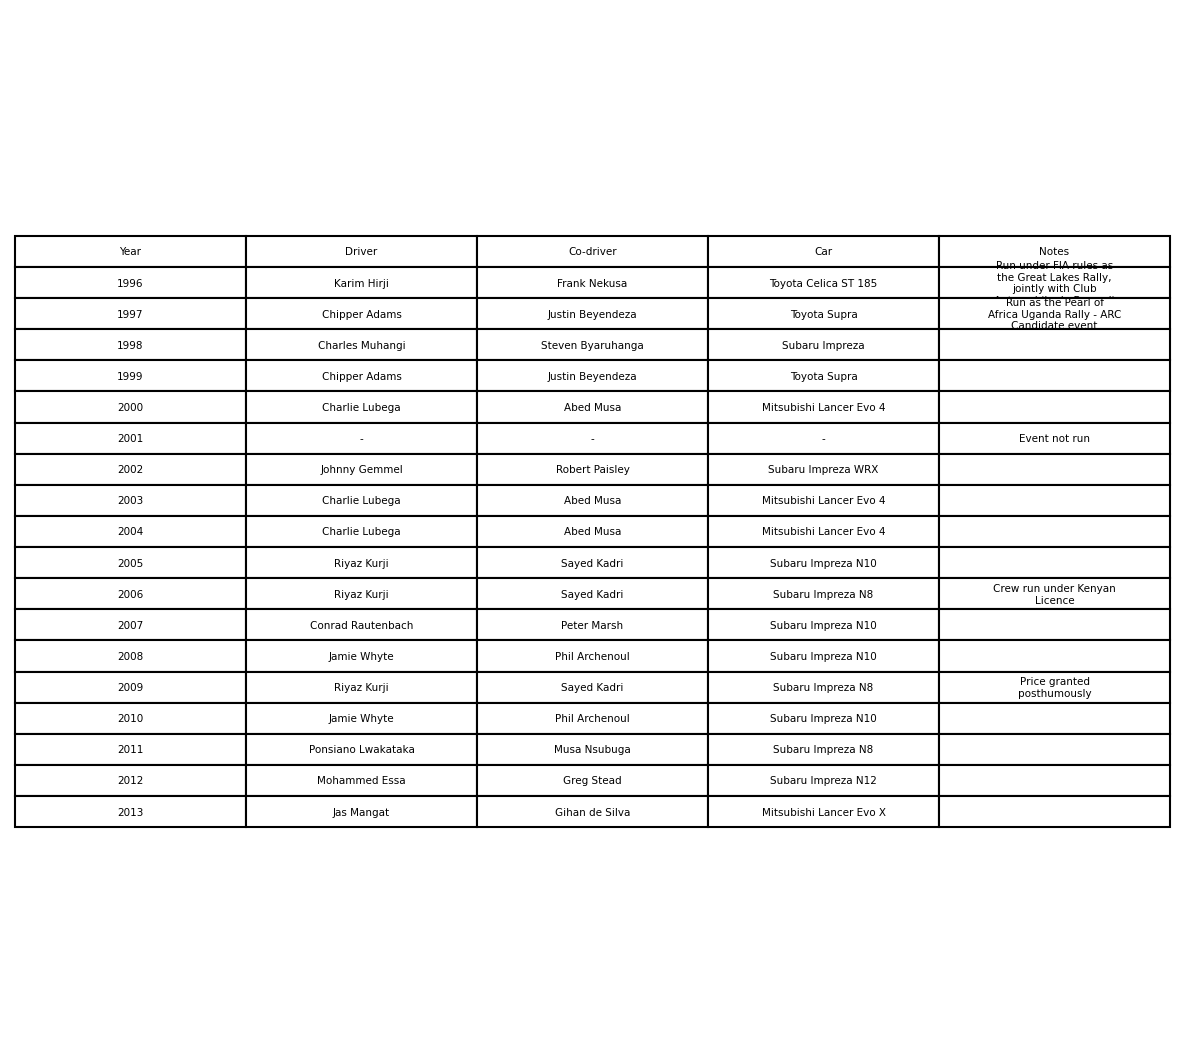 Year Driver Co-driver Car Notes
1996 Karim Hirji Frank Nekusa Toyota Celica ST 185 Run under FIA rules as
the Great Lakes Rally,
jointly with Club
1997 Chipper Adams Justin Beyendeza Toyota Supra Run as the Pearl of
Africa Uganda Rally - ARC
Candidate event
1998 Charles Muhangi Steven Byaruhanga Subaru Impreza
1999 Chipper Adams Justin Beyendeza Toyota Supra
2000 Charlie Lubega Abed Musa Mitsubishi Lancer Evo 4
2001 - - - Event not run
2002 Johnny Gemmel Robert Paisley Subaru Impreza WRX
2003 Charlie Lubega Abed Musa Mitsubishi Lancer Evo 4
2004 Charlie Lubega Abed Musa Mitsubishi Lancer Evo 4
2005 Riyaz Kurji Sayed Kadri Subaru Impreza N10
2006 Riyaz Kurji Sayed Kadri Subaru Impreza N8 Crew run under Kenyan
Licence
2007 Conrad Rautenbach Peter Marsh Subaru Impreza N10
2008 Jamie Whyte Phil Archenoul Subaru Impreza N10
2009 Riyaz Kurji Sayed Kadri Subaru Impreza N8 Price granted
posthumously
2010 Jamie Whyte Phil Archenoul Subaru Impreza N10
2011 Ponsiano Lwakataka Musa Nsubuga Subaru Impreza N8
2012 Mohammed Essa Greg Stead Subaru Impreza N12
2013 Jas Mangat Gihan de Silva Mitsubishi Lancer Evo X